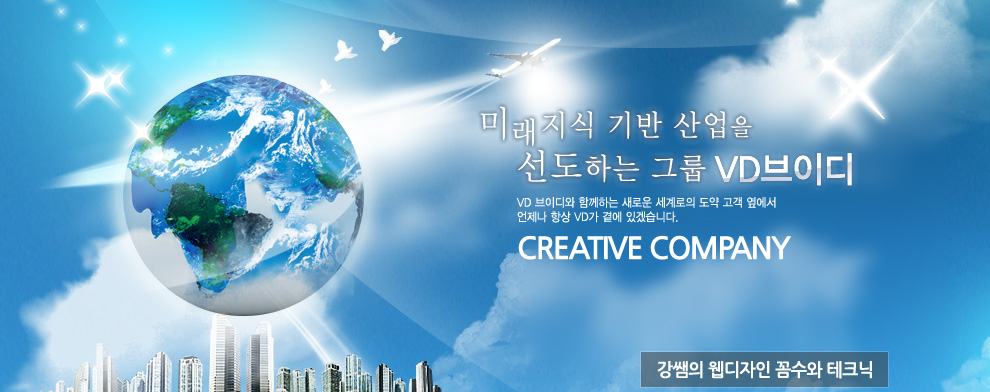 미래지식 기반 산업을
선도하는 그룹 VD브이디
VD 브이디와 함께하는 새로운 세계로의 도약 고객 옆에서
언제나 항상 VD가 곁에 있겠습니다.
CREATIVE COMPANY
강쌤의 웹디자인 꼼수와 테크닉